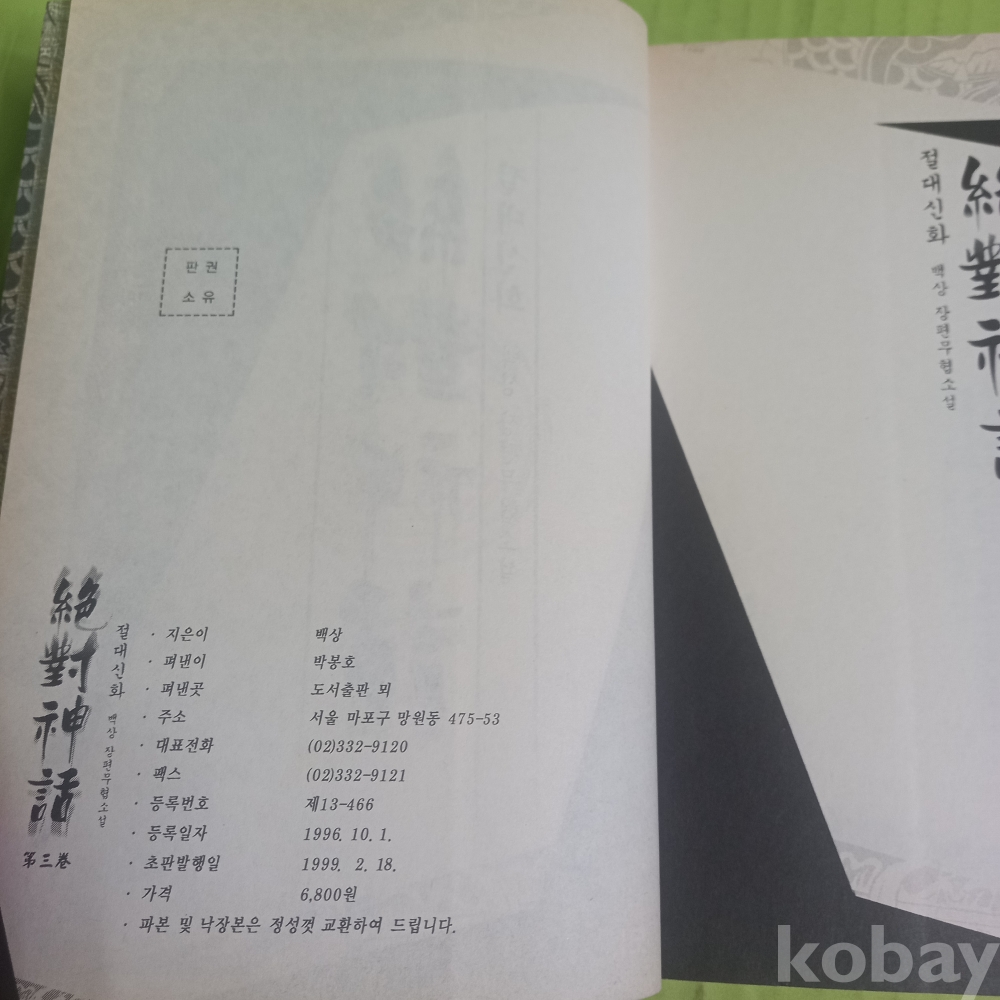 판권
소유
絶對神話
第三卷
절대신화
백상 장편무협소설
· 지은이 백상
· 펴낸이 박봉호
· 펴낸곳 도서출판 뫼
· 주소 서울 마포구 망원동 475-53
· 대표전화 (02)332-9120
· 팩스 (02)332-9121
· 등록번호 제13-466
· 등록일자 1996. 10. 1.
· 초판발행일 1999. 2. 18.
· 가격 6,800원
· 파본 및 낙장본은 정성껏 교환하여 드립니다.
절대신화
백상 장편무협소설
kobay